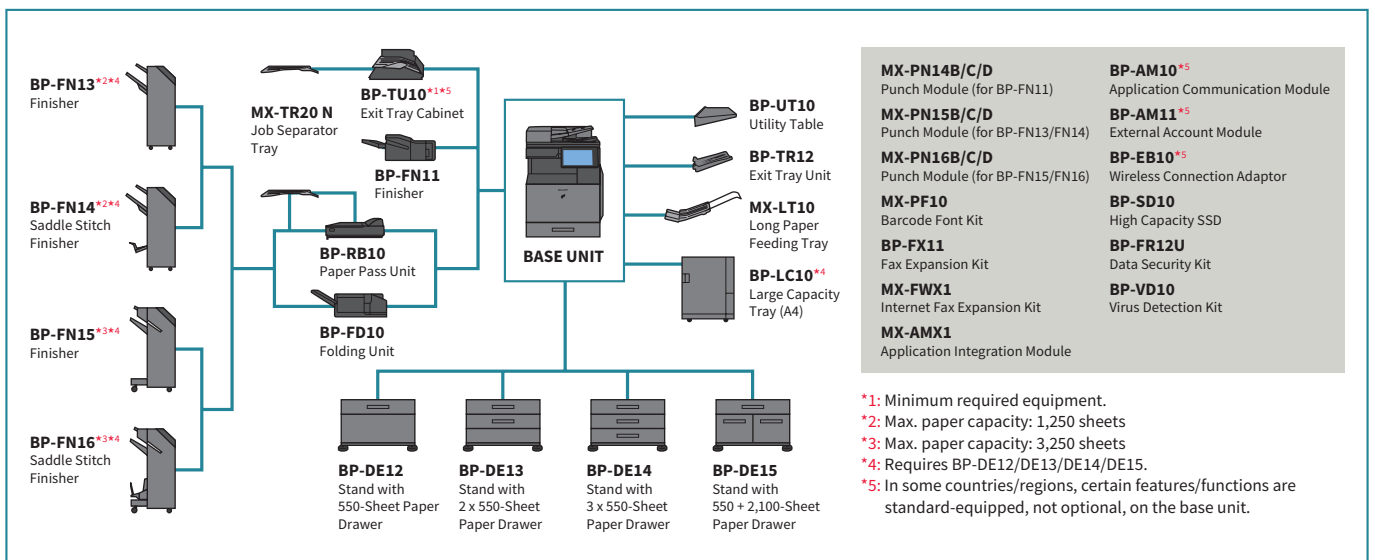 BP-FN13*2*4
Finisher
BP-FN14*2*4
Saddle Stitch
Finisher
BP-FN15*3*4
Finisher
BP-FN16*3*4
Saddle Stitch
Finisher
MX-TR20 N
Job Separator
Tray
BP-TU10*1*5
Exit Tray Cabinet
BP-FN11
Finisher
BP-RB10
Paper Pass Unit
BP-FD10
Folding Unit
BASE UNIT
BP-UT10
Utility Table
BP-TR12
Exit Tray Unit
MX-LT10
Long Paper
Feeding Tray
BP-LC10*4
Large Capacity
Tray (A4)
BP-DE12
Stand with
550-Sheet Paper
Drawer
BP-DE13
Stand with
2 x 550-Sheet
Paper Drawer
BP-DE14
Stand with
3 x 550-Sheet
Paper Drawer
BP-DE15
Stand with
550 + 2,100-Sheet
Paper Drawer
MX-PN14B/C/D
Punch Module (for BP-FN11)
MX-PN15B/C/D
Punch Module (for BP-FN13/FN14)
MX-PN16B/C/D
Punch Module (for BP-FN15/FN16)
MX-PF10
Barcode Font Kit
BP-FX11
Fax Expansion Kit
MX-FWX1
Internet Fax Expansion Kit
MX-AMX1
Application Integration Module
BP-AM10*5
Application Communication Module
BP-AM11*5
External Account Module
BP-EB10*5
Wireless Connection Adaptor
BP-SD10
High Capacity SSD
BP-FR12U
Data Security Kit
BP-VD10
Virus Detection Kit
*1: Minimum required equipment.
*2: Max. paper capacity: 1,250 sheets
*3: Max. paper capacity: 3,250 sheets
*4: Requires BP-DE12/DE13/DE14/DE15.
*5: In some countries/regions, certain features/functions are
standard-equipped, not optional, on the base unit.